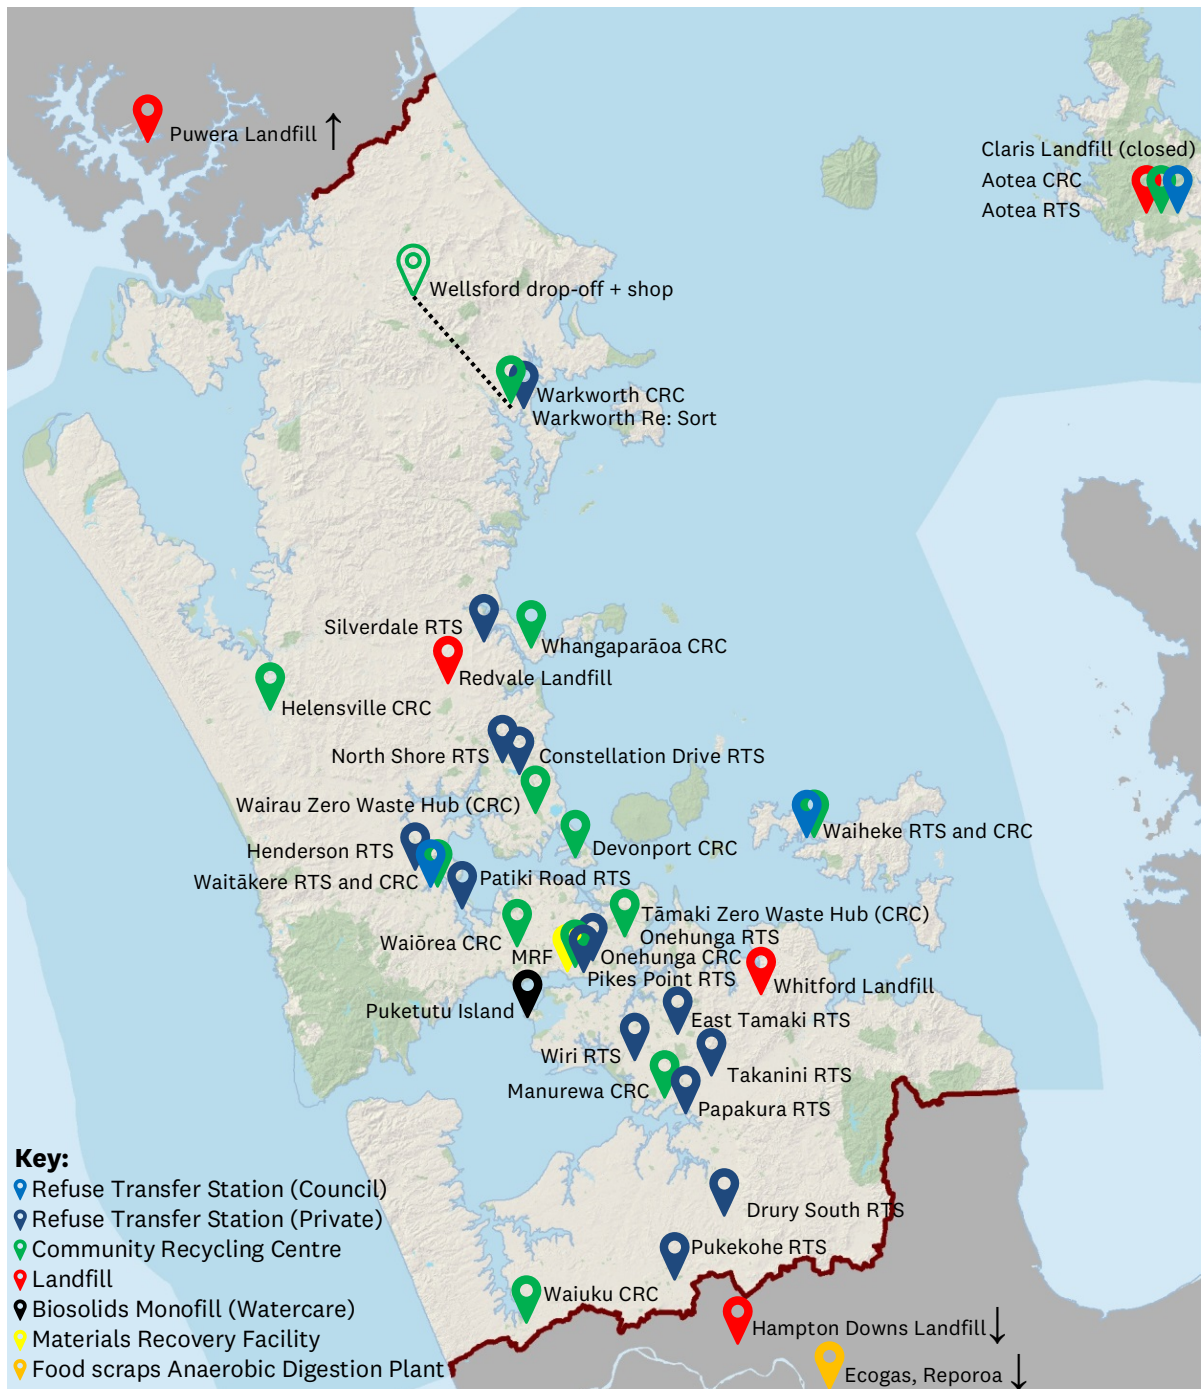 Puwera Landfill
Claris Landfill (closed)
Aotea CRC
Aotea RTS
Wellsford drop-off + shop
Warkworth CRC
Warkworth Re: Sort
Silverdale RTS
Whangaparāoa CRC
Redvale Landfill
Helensville CRC
North Shore RTS
Constellation Drive RTS
Wairau Zero Waste Hub (CRC)
Waiheke RTS and CRC
Devonport CRC
Henderson RTS
Waitākere RTS and CRC
Patiki Road RTS
Tāmaki Zero Waste Hub (CRC)
Onehunga RTS
Waiōrea CRC
MRF
Onehunga CRC
Pikes Point RTS
Whitford Landfill
Puketutu Island
East Tamaki RTS
Wiri RTS
Takanini RTS
Manurewa CRC
Papakura RTS
Drury South RTS
Pukekohe RTS
Waiuku CRC
Hampton Downs Landfill
Ecogas, Reporoa
Key:
Refuse Transfer Station (Council)
Refuse Transfer Station (Private)
Community Recycling Centre
Landfill
Biosolids Monofill (Watercare)
Materials Recovery Facility
Food scraps Anaerobic Digestion Plant